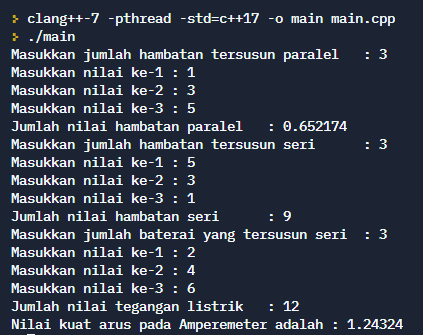 > clang++-7 -pthread -std=c++17 -o main main.cpp
> ./main
Masukkan jumlah hambatan tersusun paralel   : 3
Masukkan nilai ke-1 : 1
Masukkan nilai ke-2 : 3
Masukkan nilai ke-3 : 5
Jumlah nilai hambatan paralel   : 0.652174
Masukkan jumlah hambatan tersusun seri      : 3
Masukkan nilai ke-1 : 5
Masukkan nilai ke-2 : 3
Masukkan nilai ke-3 : 1
Jumlah nilai hambatan seri      : 9
Masukkan jumlah baterai yang tersusun seri  : 3
Masukkan nilai ke-1 : 2
Masukkan nilai ke-2 : 4
Masukkan nilai ke-3 : 6
Jumlah nilai tegangan listrik   : 12
Nilai kuat arus pada Amperemeter adalah : 1.24324